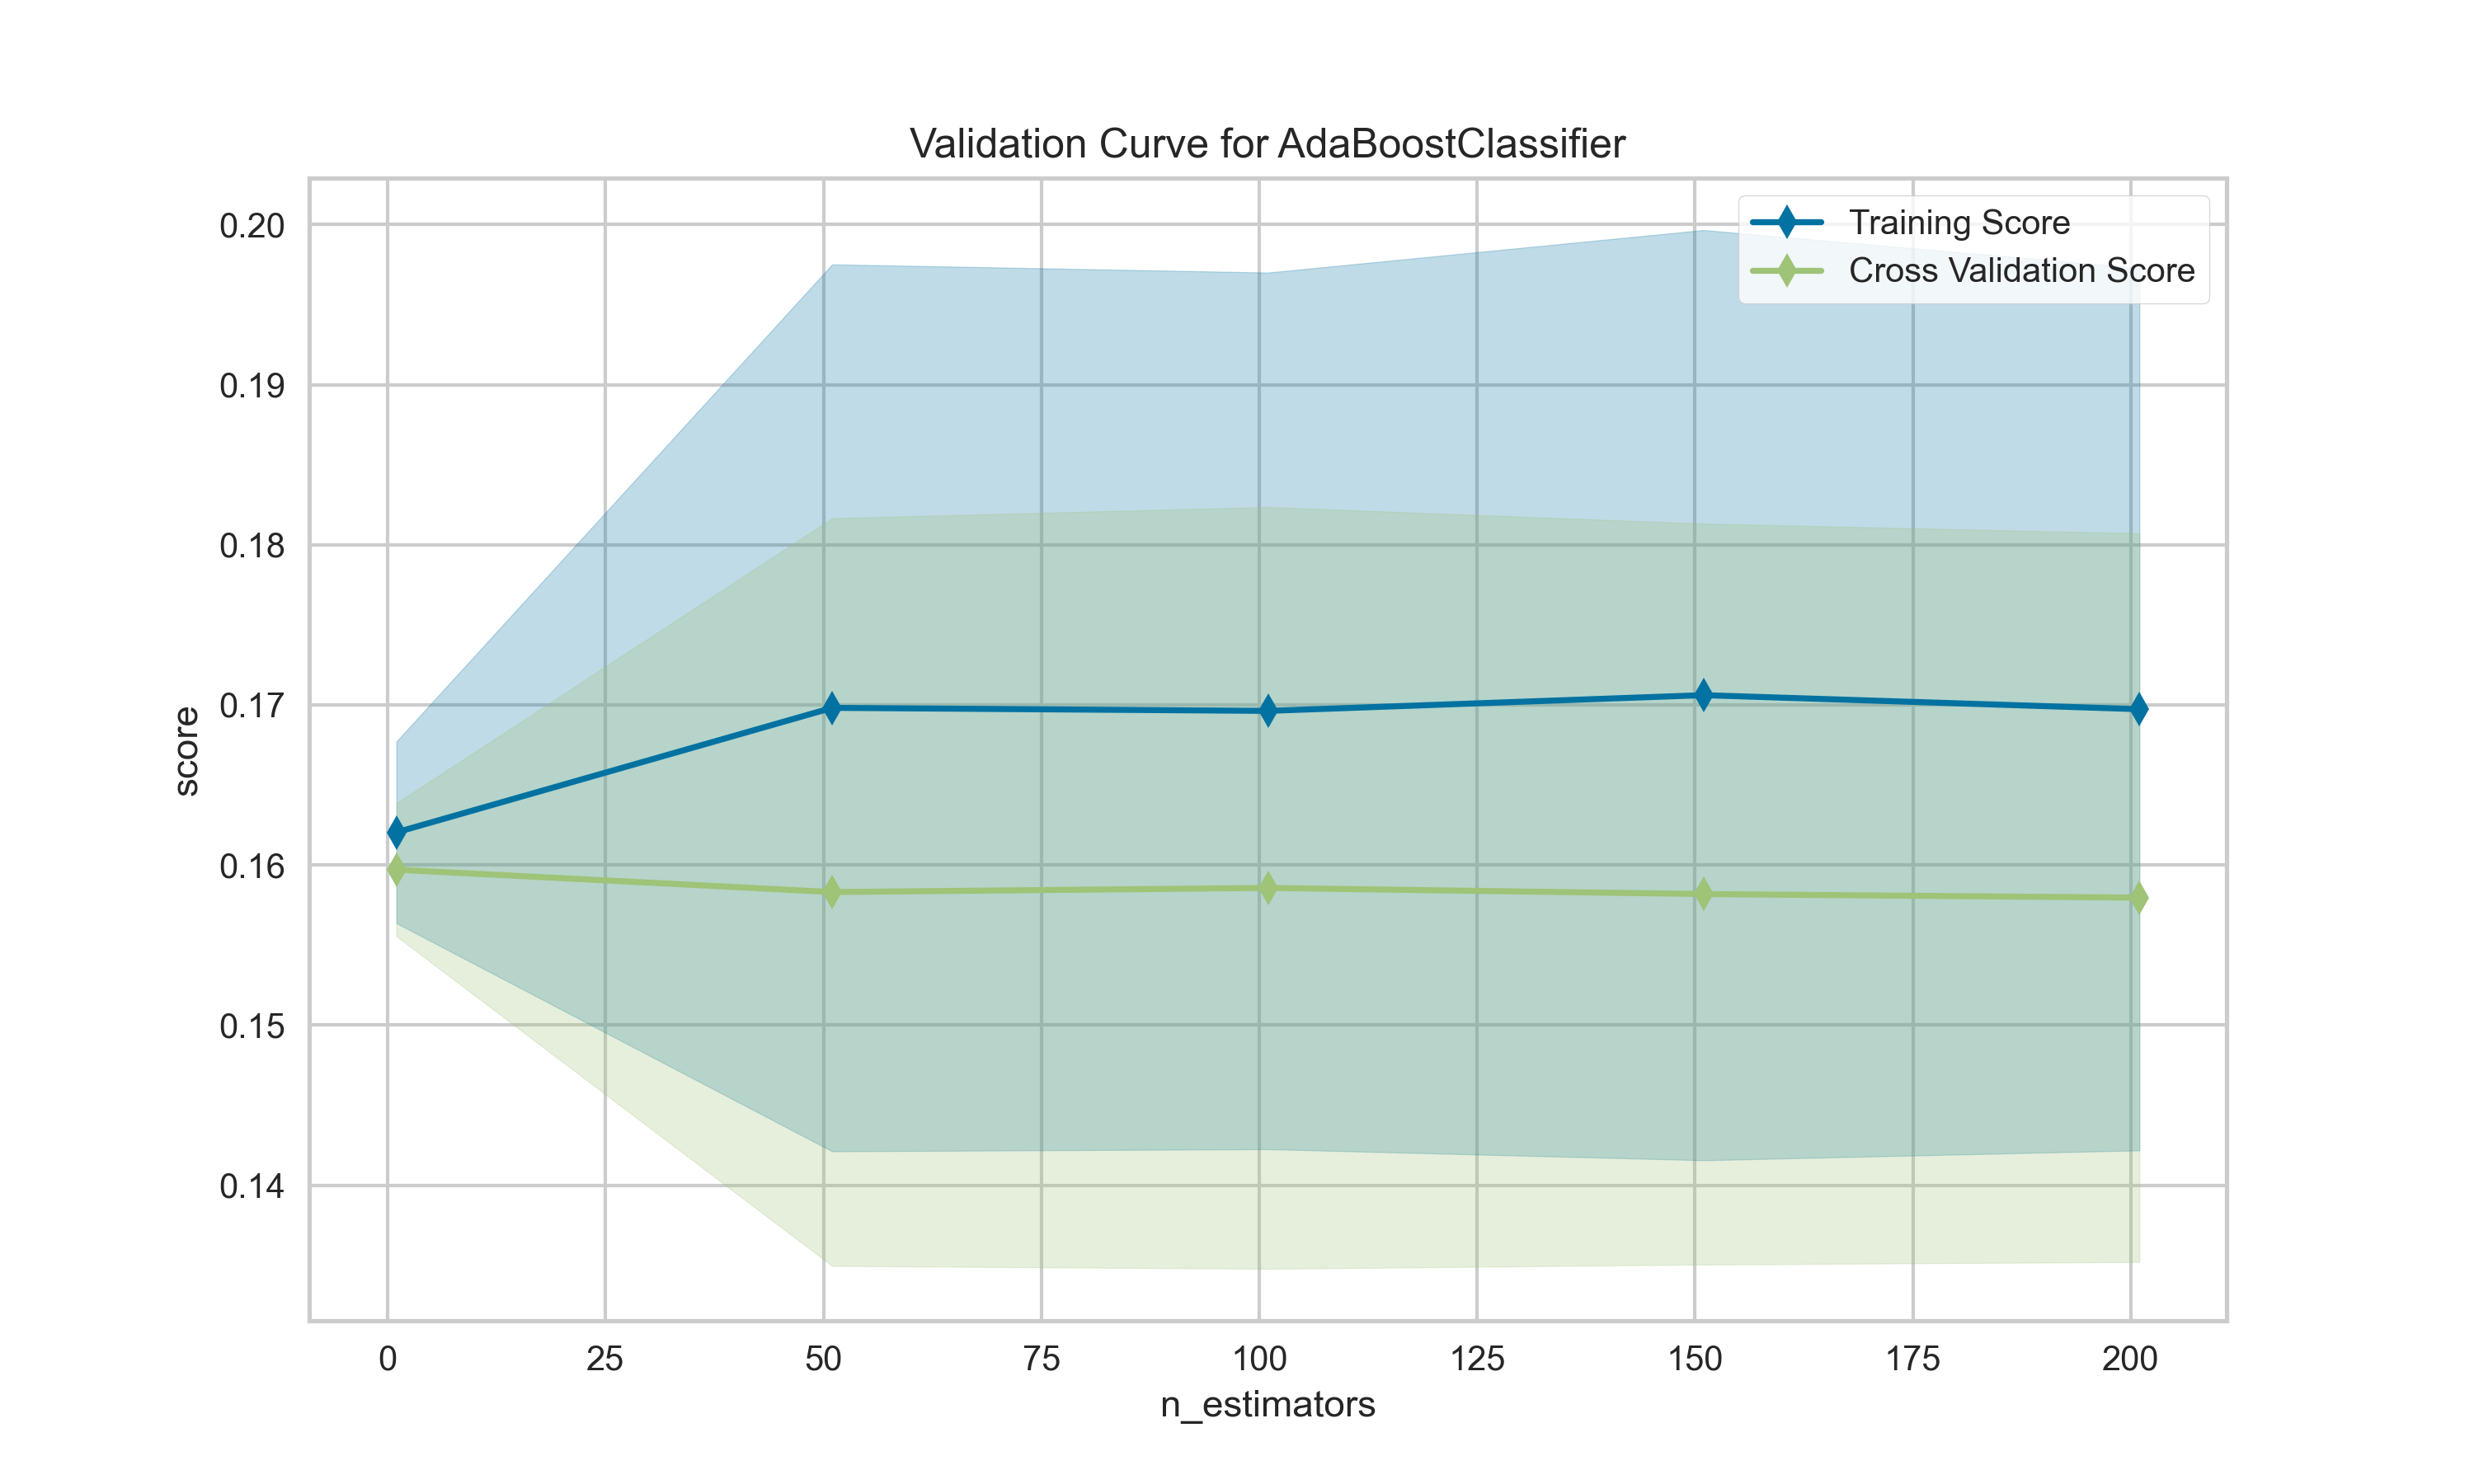 Validation Curve for AdaBoostClassifier
Training Score
Cross Validation Score
0.20
0.19
0.18
0.17
0.16
0.15
0.14
score
0 25 50 75 100 125 150 175 200
n_estimators